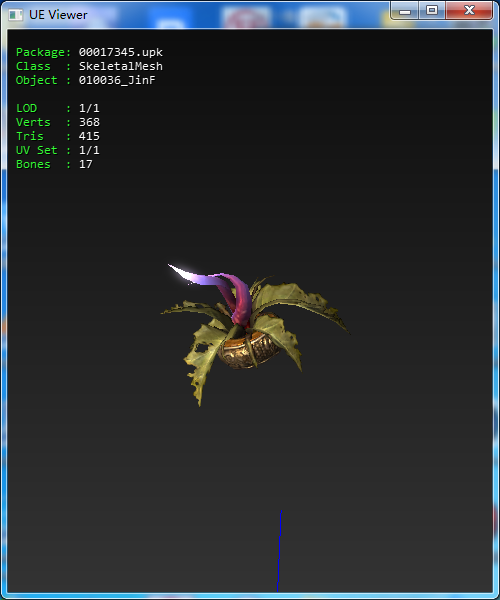 UE Viewer
Package: 00017345.upk
Class : SkeletalMesh
Object : 010036_JinF
LOD : 1/1
Verts : 368
Tris : 415
UV Set : 1/1
Bones : 17